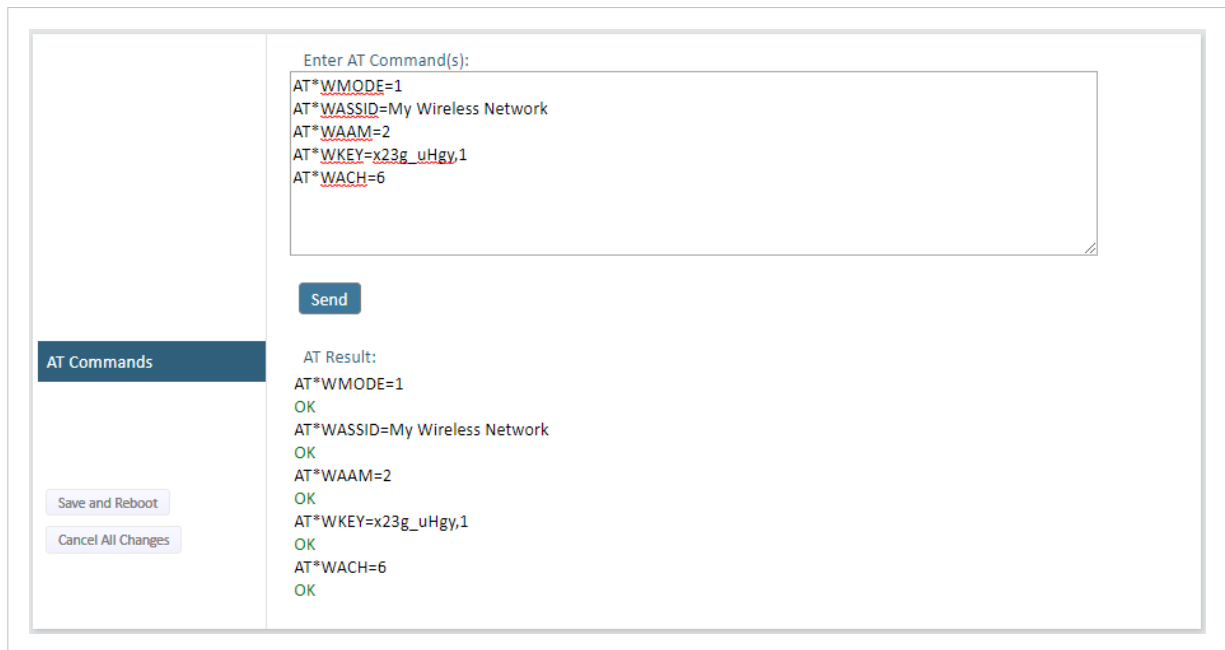 Enter AT Command(s):
AT*WMODE=1
AT*WASSID=My Wireless Network
AT*WAAM=2
AT*WKEY=x23g_uHgy,1
AT*WACH=6
Send
AT Commands
Save and Reboot
Cancel All Changes
AT Result:
AT*WMODE=1
OK
AT*WASSID=My Wireless Network
OK
AT*WAAM=2
OK
AT*WKEY=x23g_uHgy,1
OK
AT*WACH=6
OK